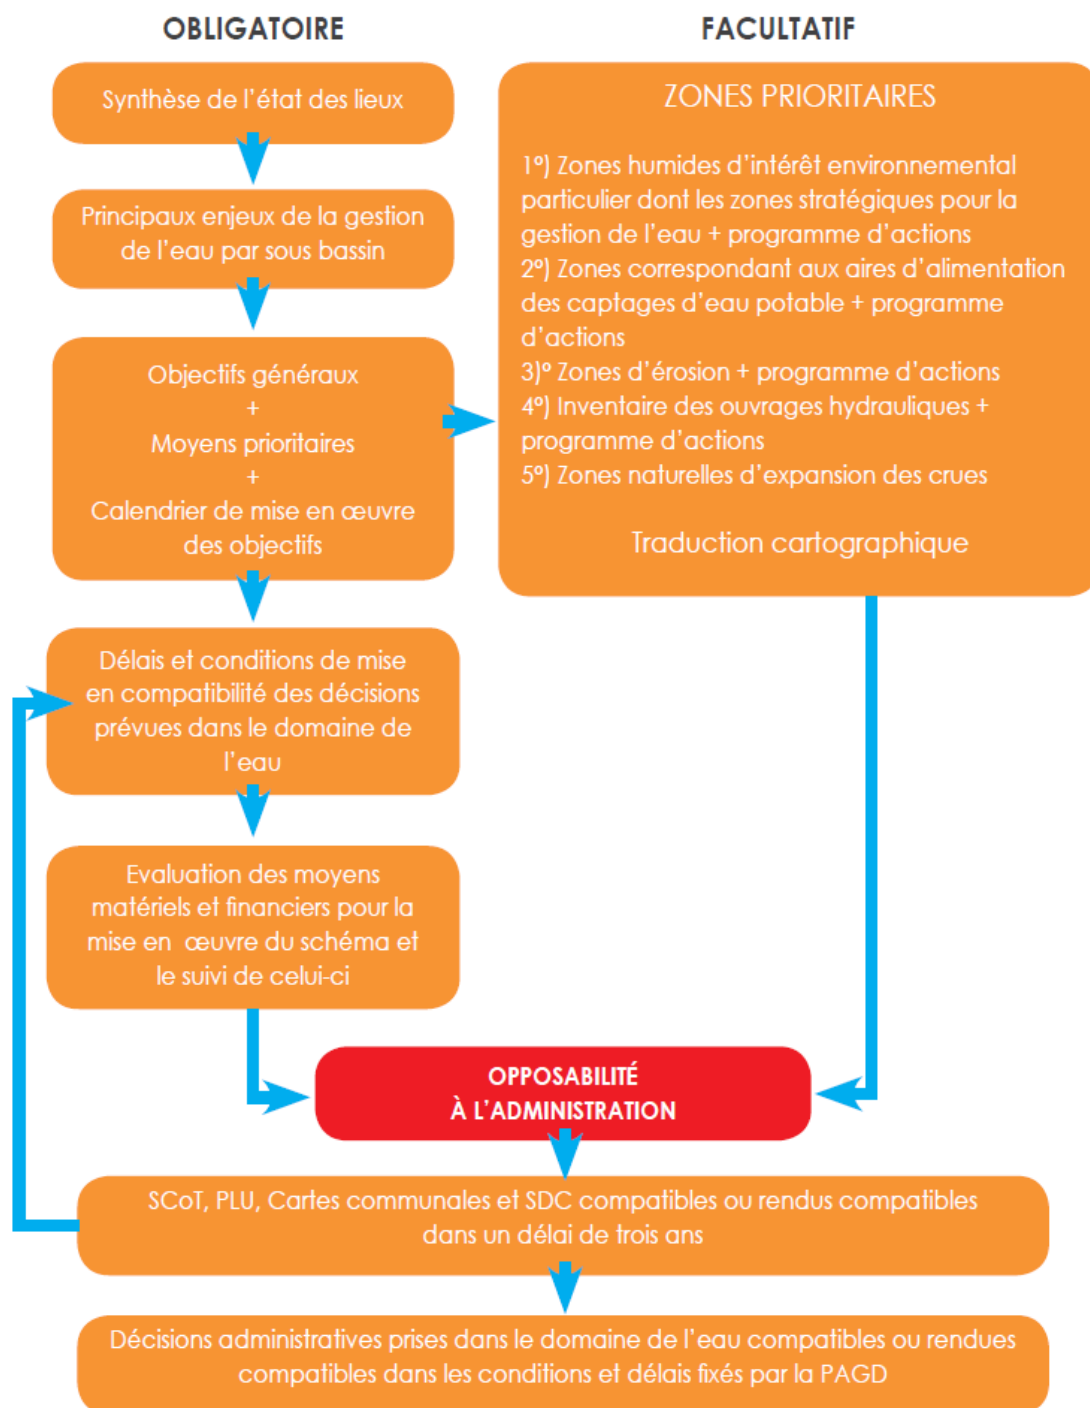 OBLIGATOIRE
Synthèse de l'état des lieux
Principaux enjeux de la gestion
de l'eau par sous bassin
Objectifs généraux
+
Moyens prioritaires
+
Calendrier de mise en œuvre
des objectifs
Délais et conditions de mise
en compatibilité des décisions
prévues dans le domaine de
l'eau
Evaluation des moyens
matériels et financiers pour la
mise en œuvre du schéma et
le suivi de celui-ci
FACULTATIF
ZONES PRIORITAIRES
1º) Zones humides d'intérêt environnemental
particulier dont les zones stratégiques pour la
gestion de l'eau + programme d'actions
2º) Zones correspondant aux aires d'alimentation
des captages d'eau potable + programme
d'actions
3)º Zones d'érosion + programme d'actions
4º) Inventaire des ouvrages hydrauliques +
programme d'actions
5º) Zones naturelles d'expansion des crues
Traduction cartographique
OPPOSABILITÉ
À L'ADMINISTRATION
SCoT, PLU, Cartes communales et SDC compatibles ou rendus compatibles
dans un délai de trois ans
Décisions administratives prises dans le domaine de l'eau compatibles ou rendues
compatibles dans les conditions et délais fixés par la PAGD